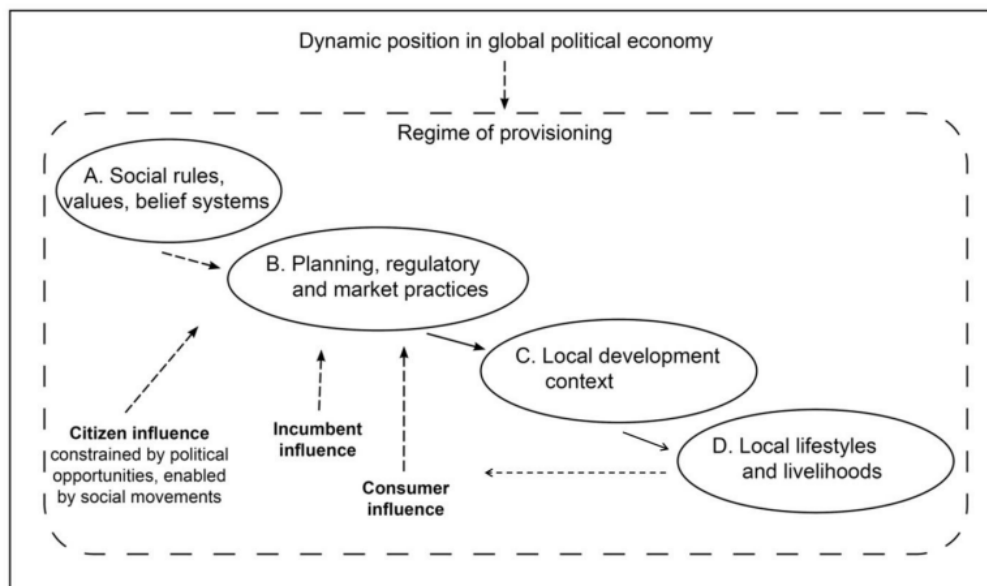 Dynamic position in global political economy
Regime of provisioning
A. Social rules,
values, belief systems
B. Planning, regulatory
and market practices
C. Local development
context
D. Local lifestyles
and livelihoods
Citizen influence
constrained by political
opportunities, enabled
by social movements
Incumbent
influence
Consumer
influence